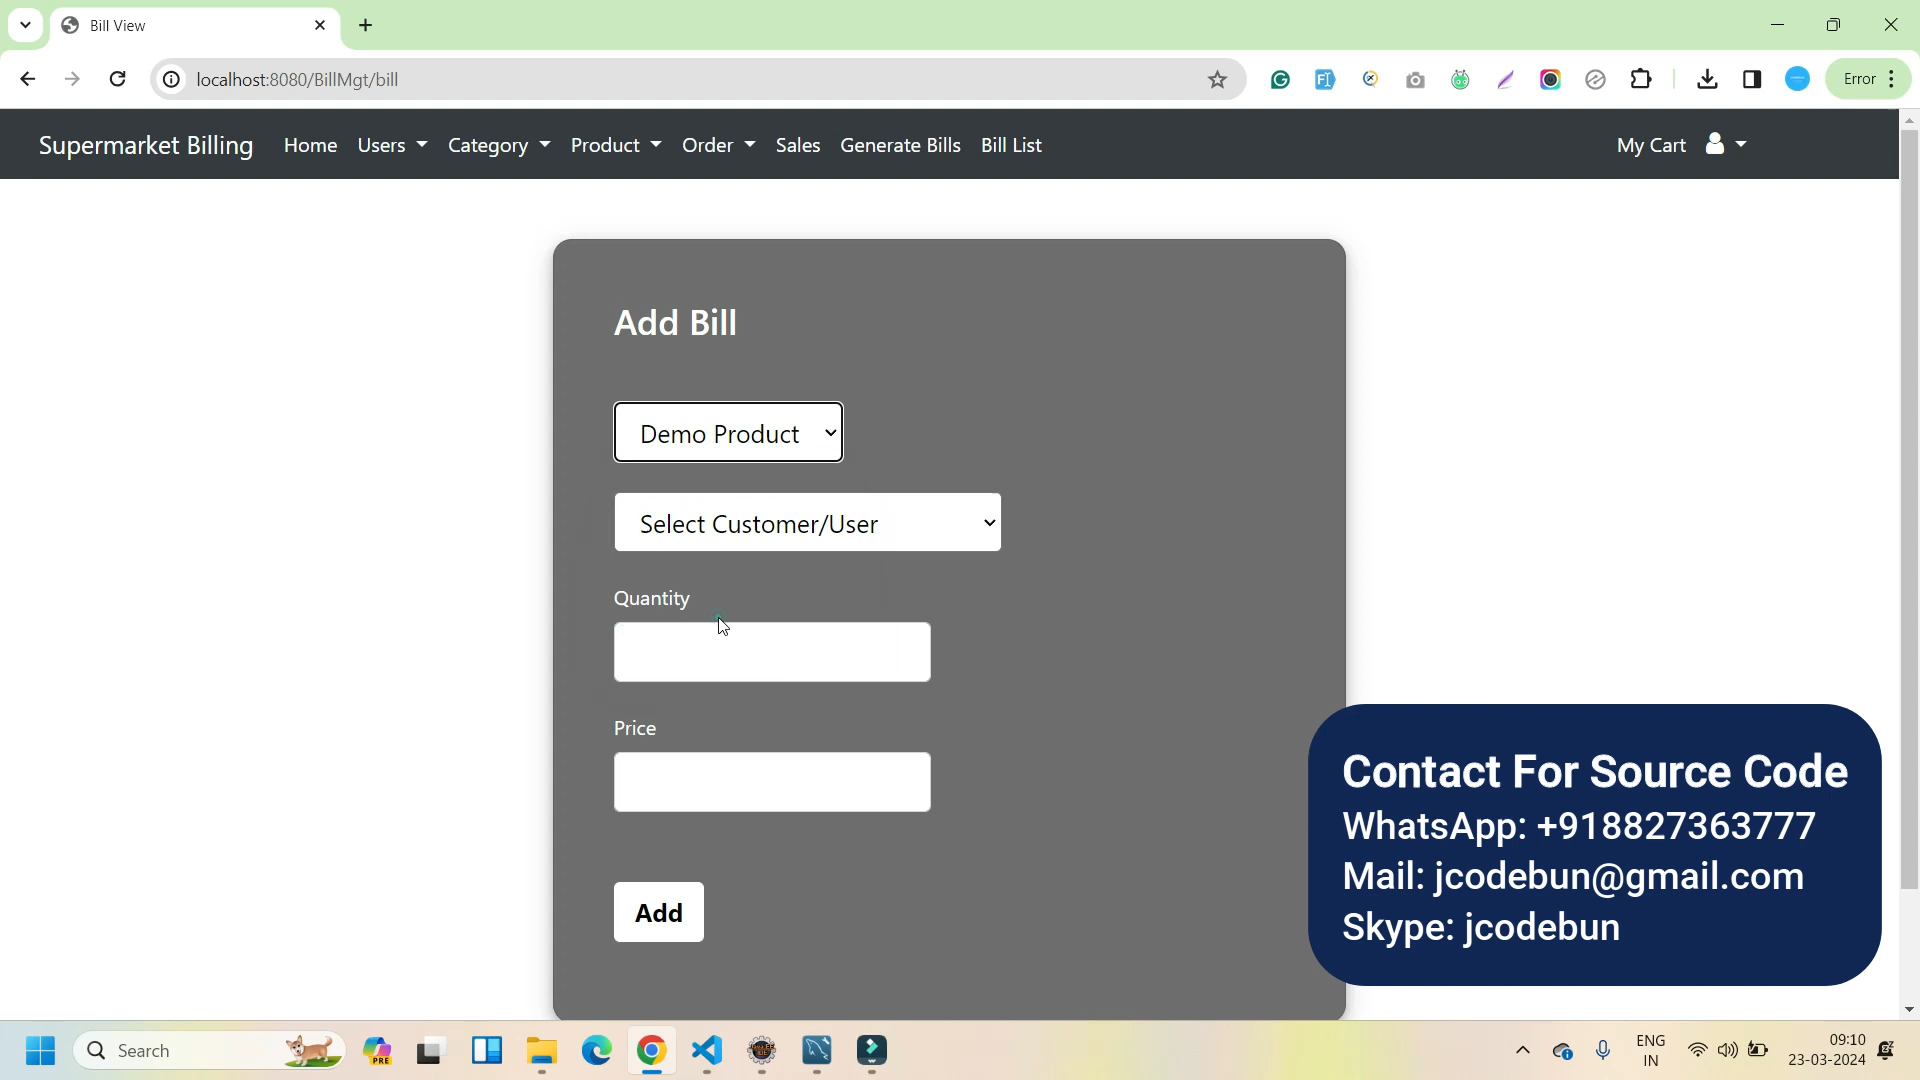 Bill View
localhost:8080/BillMgt/bill
Error
Supermarket Billing Home Users Category Product Order Sales Generate Bills Bill List My Cart
Add Bill
Demo Product
Select Customer/User
Quantity
Price
Add
Contact For Source Code
WhatsApp: +918827363777
Mail: jcodebun@gmail.com
Skype: jcodebun
Search
PRE
ENG
IN
09:10
23-03-2024